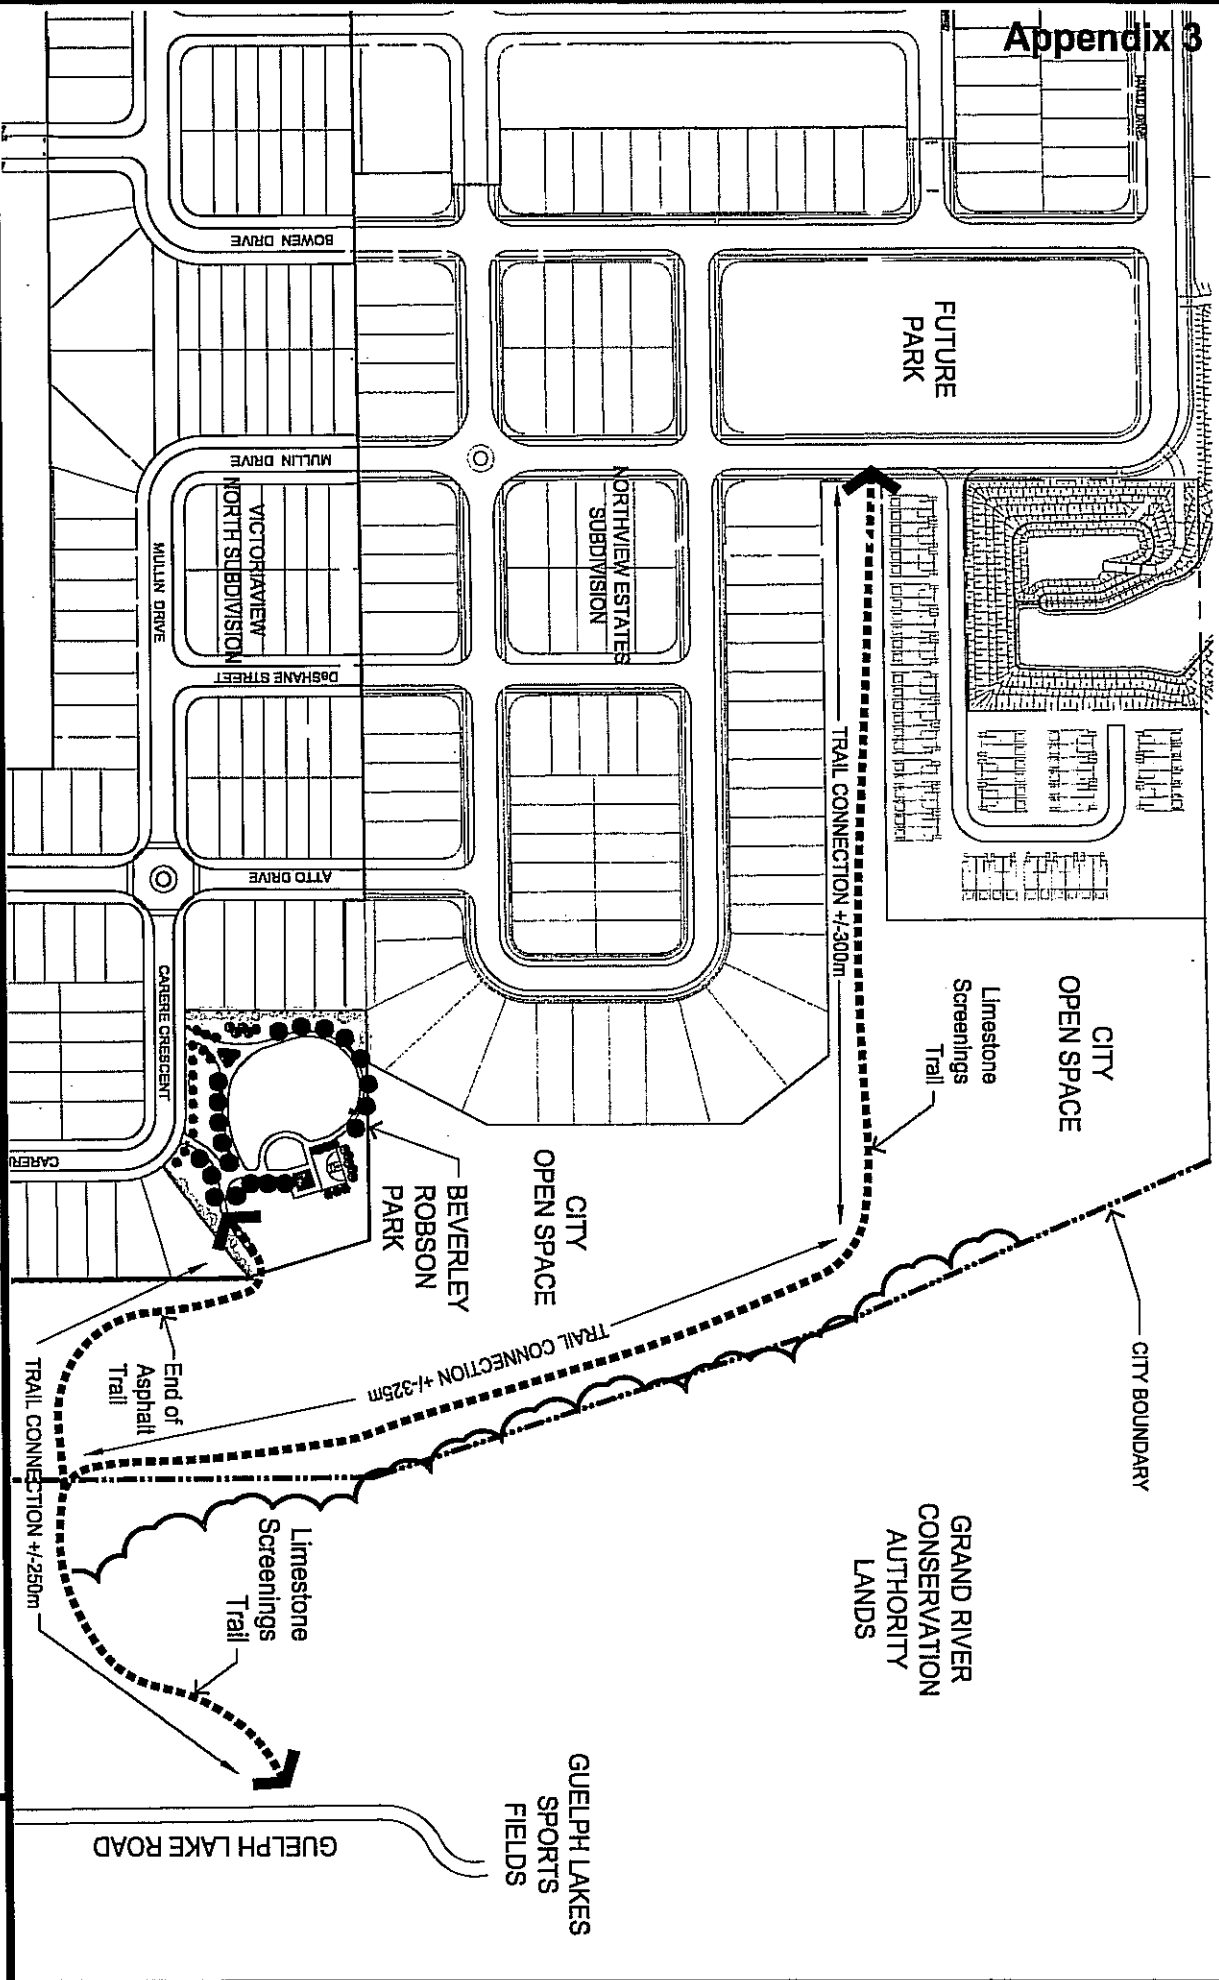 Appendix 3
BOWEN DRIVE
FUTURE
PARK
MULLIN DRIVE
VICTORIAVIEW
NORTH SUBDIVISION
NORTHVIEW ESTATES
SUBDIVISION
MULLIN DRIVE
DeSHANE STREET
TRAIL CONNECTION +/-300m
ATTO DRIVE
CARERE CRESCENT
Limestone
Screenings
Trail
CITY
OPEN SPACE
CITY
OPEN SPACE
BEVERLEY
ROBSON
PARK
CITY BOUNDARY
TRAIL CONNECTION +/-325m
End of
Asphalt
Trail
TRAIL CONNECTION +/-250m
Limestone
Screenings
Trail
GRAND RIVER
CONSERVATION
AUTHORITY
LANDS
GUELPH LAKES
SPORTS
FIELDS
GUELPH LAKE ROAD